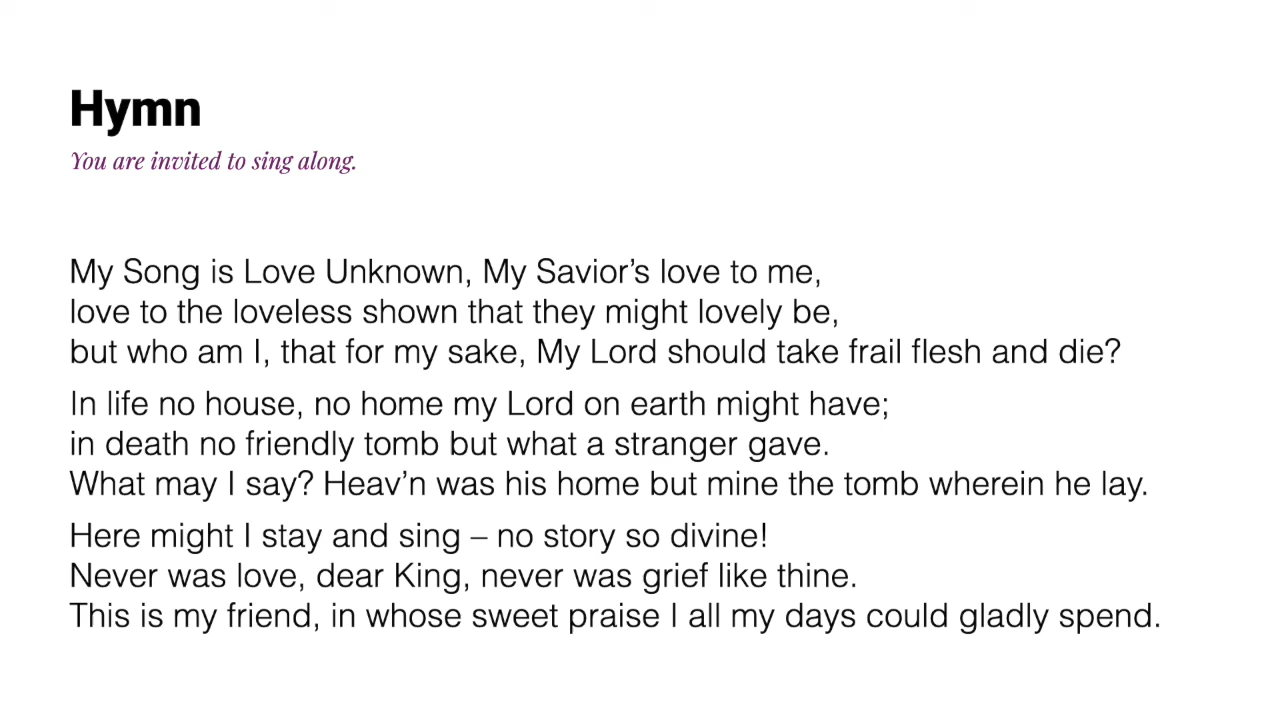 Hymn
You are invited to sing along.
My Song is Love Unknown, My Savior’s love to me,
love to the loveless shown that they might lovely be,
but who am I, that for my sake, My Lord should take frail flesh and die?
In life no house, no home my Lord on earth might have;
in death no friendly tomb but what a stranger gave.
What may I say? Heav’n was his home but mine the tomb wherein he lay.
Here might I stay and sing – no story so divine!
Never was love, dear King, never was grief like thine.
This is my friend, in whose sweet praise I all my days could gladly spend.